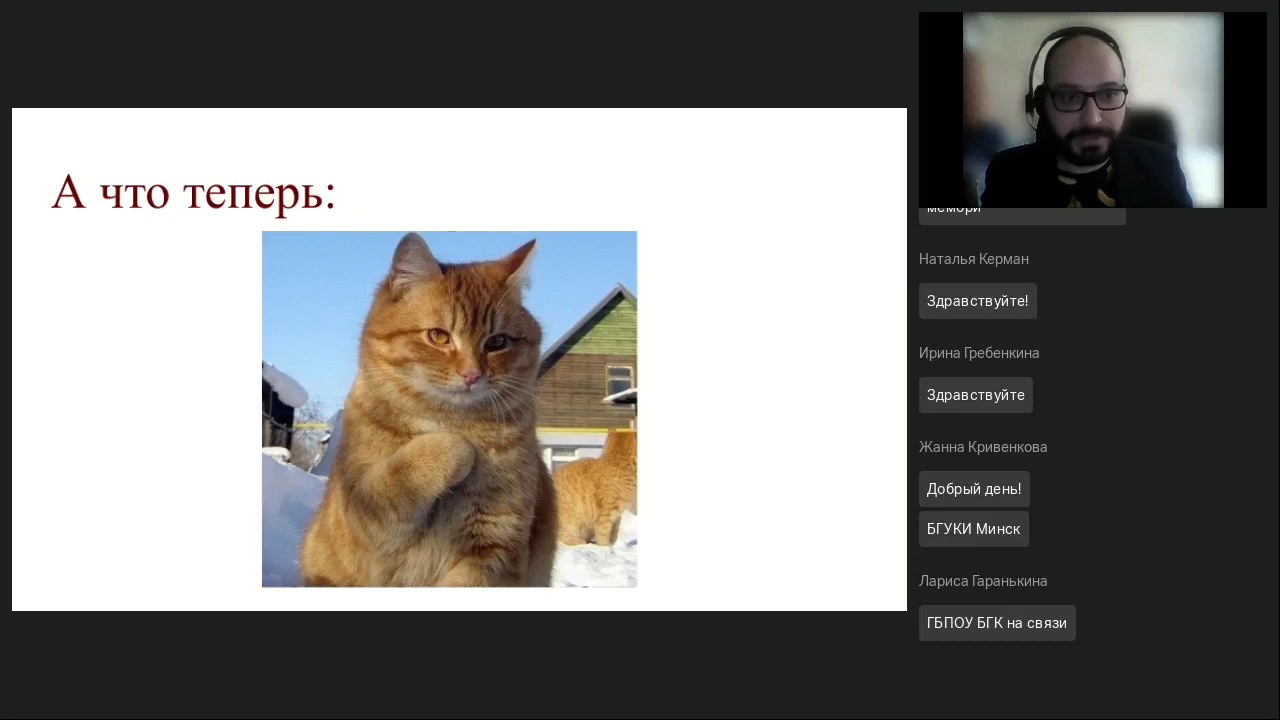 А что теперь:
мемори
Наталья Керман
Здравствуйте!
Ирина Гребенкина
Здравствуйте
Жанна Кривенкова
Добрый день!
БГУКИ Минск
Лариса Гаранькина
ГБПОУ БГК на связи